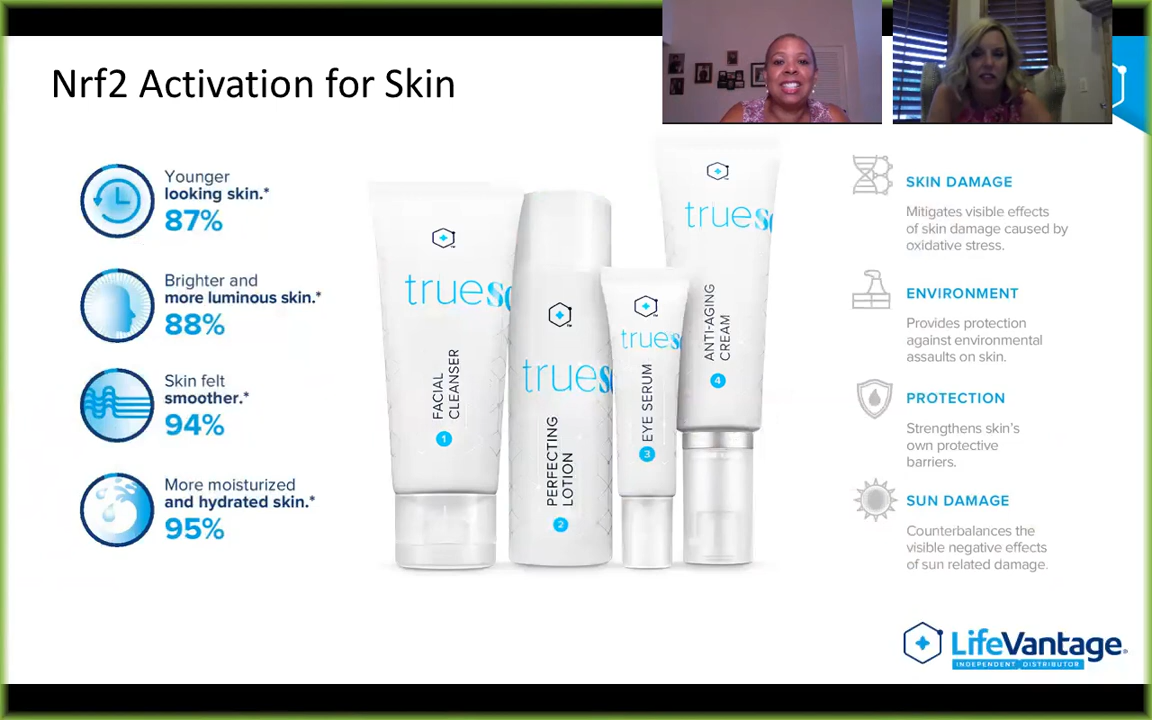 Nrf2 Activation for Skin
Younger
looking skin.*
87%
Brighter and
more luminous skin.*
88%
Skin felt
smoother.*
94%
More moisturized
and hydrated skin.*
95%
FACIAL
CLEANSER
1
PERFECTING
LOTION
2
EYE SERUM
3
ANTI-AGING
CREAM
4
SKIN DAMAGE
Mitigates visible effects
of skin damage caused by
oxidative stress.
ENVIRONMENT
Provides protection
against environmental
assaults on skin.
PROTECTION
Strengthens skin's
own protective
barriers.
SUN DAMAGE
Counterbalances the
visible negative effects
of sun related damage.
LifeVantage
INDEPENDENT DISTRIBUTOR